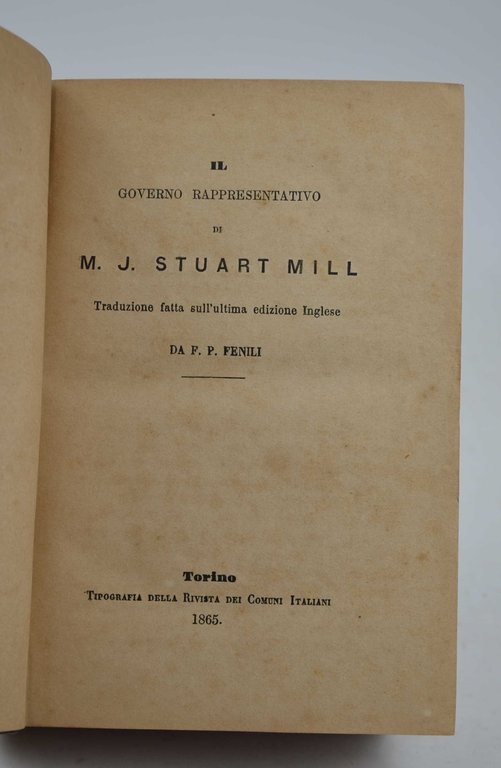 IL
GOVERNO RAPPRESENTATIVO
DI
M. J. STUART MILL
Traduzione fatta sull'ultima edizione Inglese
DA F. P. FENILI
Torino
TIPOGRAFIA DELLA RIVISTA DEI COMUNI ITALIANI
1865.